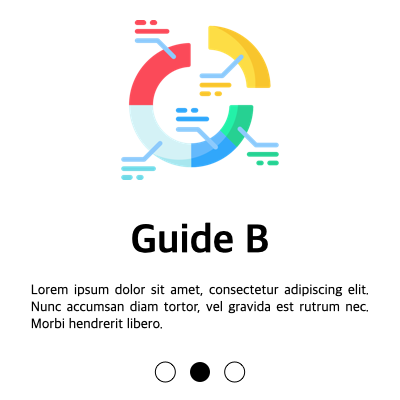 Guide B
Lorem ipsum dolor sit amet, consectetur adipiscing elit.
Nunc accumsan diam tortor, vel gravida est rutrum nec.
Morbi hendrerit libero.